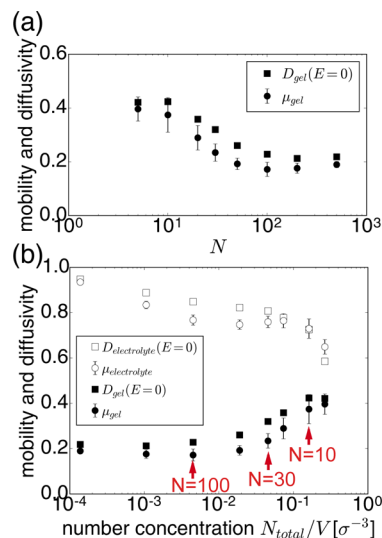 (a)
mobility and diffusivity
0.6
0.4
0.2
0.0
D_gel(E=0)
μ_gel
10^0
10^1
10^2
10^3
N
(b)
mobility and diffusivity
1.0
0.8
0.6
0.4
0.2
0.0
D_electrolyte(E=0)
μ_electrolyte
D_gel(E=0)
μ_gel
N=100
N=30
N=10
10^-4
10^-3
10^-2
10^-1
10^0
number concentration N_total/V[σ^-3]